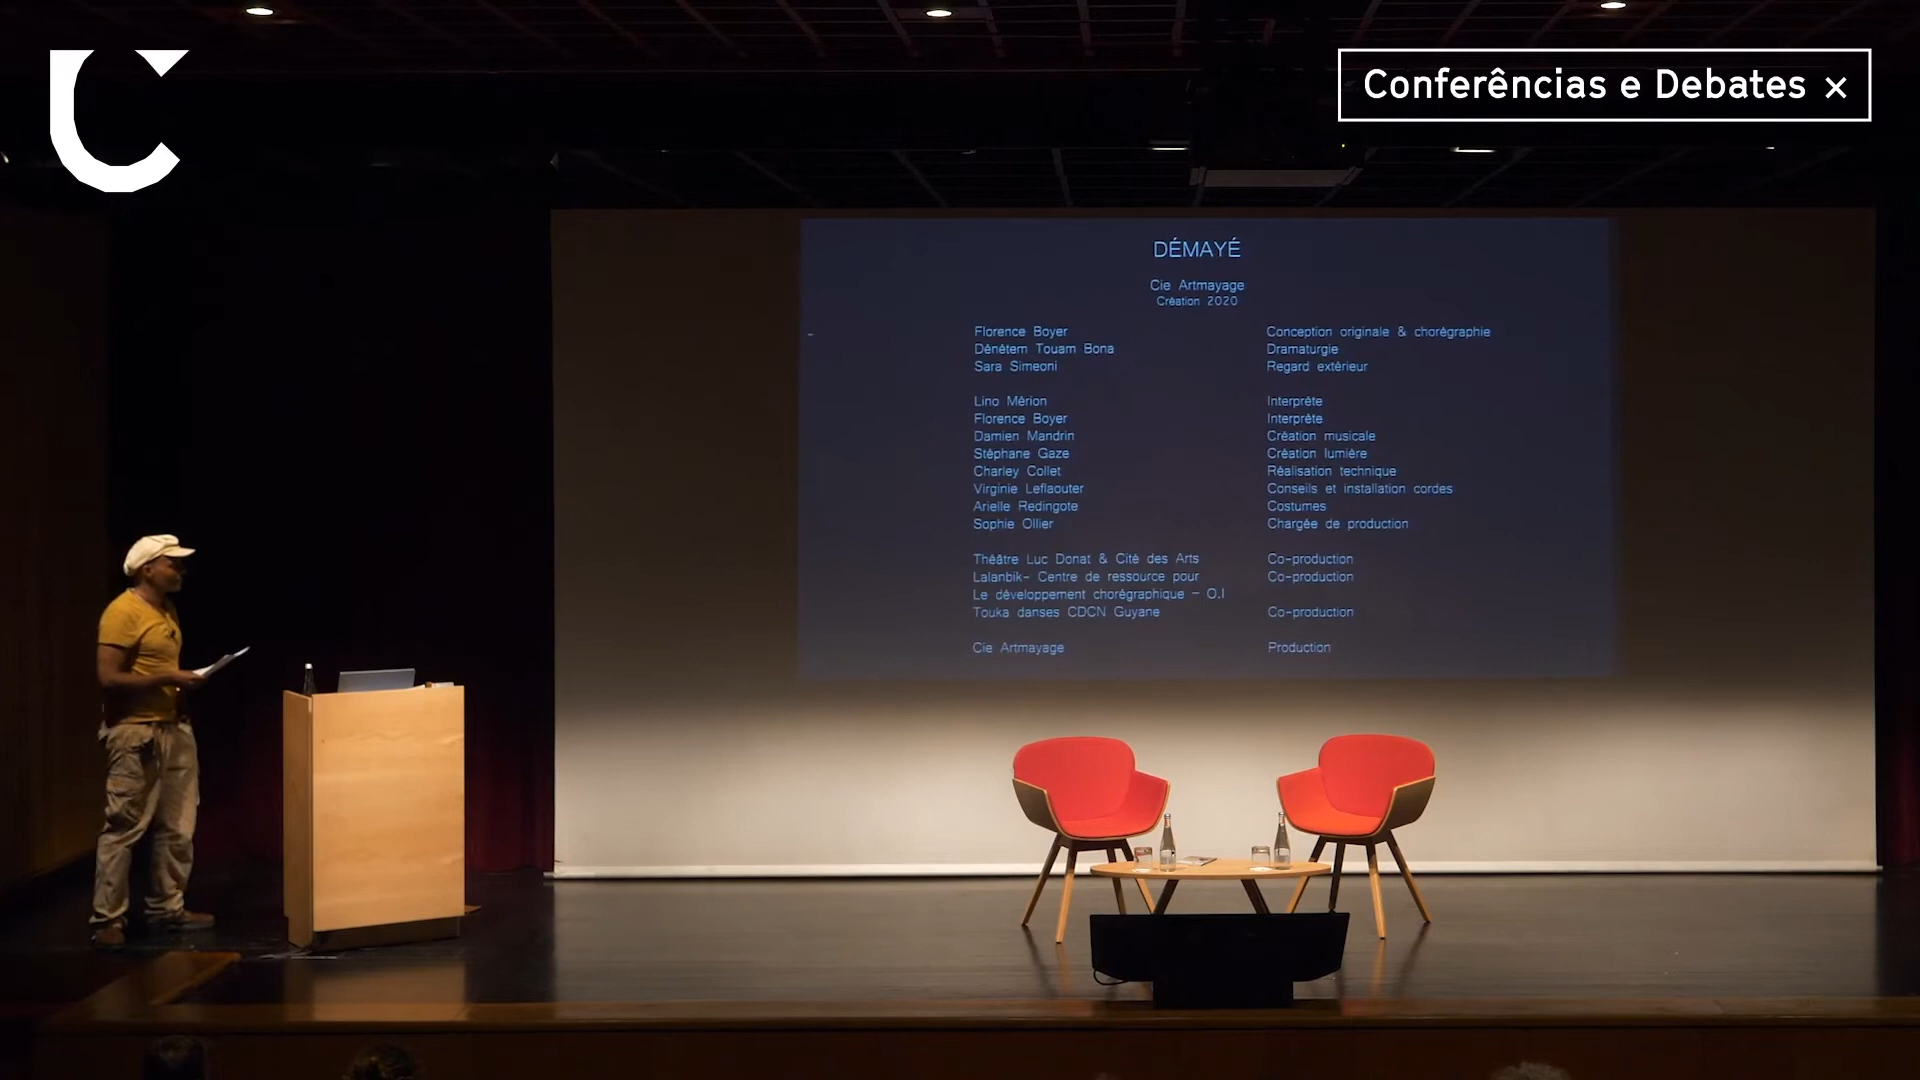 Conferências e Debates ×
DÉMAYÉ
Cie Artmayage
Création 2020
Florence Boyer Conception originale & chorégraphie
Dénètem Touam Bona Dramaturgie
Sara Simeoni Regard extérieur
Lino Mérion Interprète
Florence Boyer Interprète
Damien Mandrin Création musicale
Stéphane Gaze Création lumière
Charley Collet Réalisation technique
Virginie Leflaouter Conseils et installation cordes
Arielle Redingote Costumes
Sophie Ollier Chargée de production
Théâtre Luc Donat & Cité des Arts Co-production
Lalanbik- Centre de ressource pour Co-production
Le développement chorégraphique - O.I
Touka danses CDCN Guyane Co-production
Cie Artmayage Production